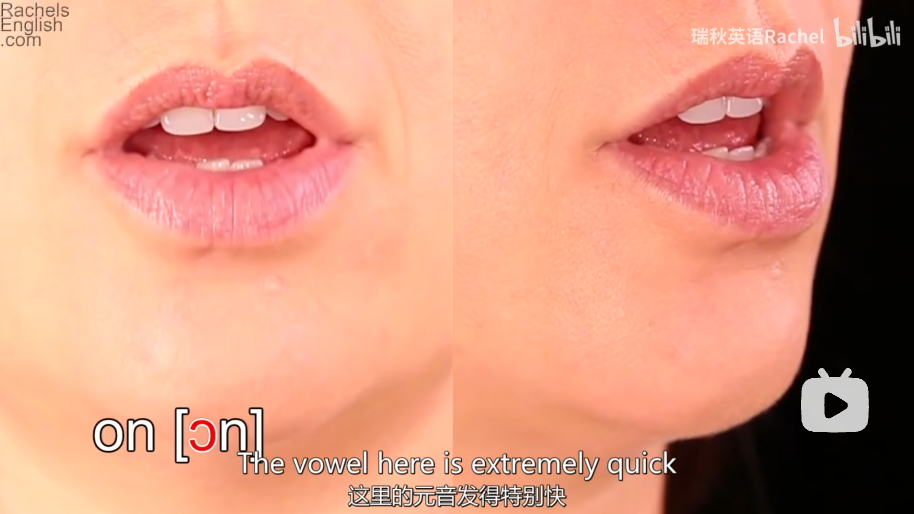 Rachels
English
.com
瑞秋英语Rachel bilibili
on [ɔn]
The vowel here is extremely quick
这里的元音发得特别快